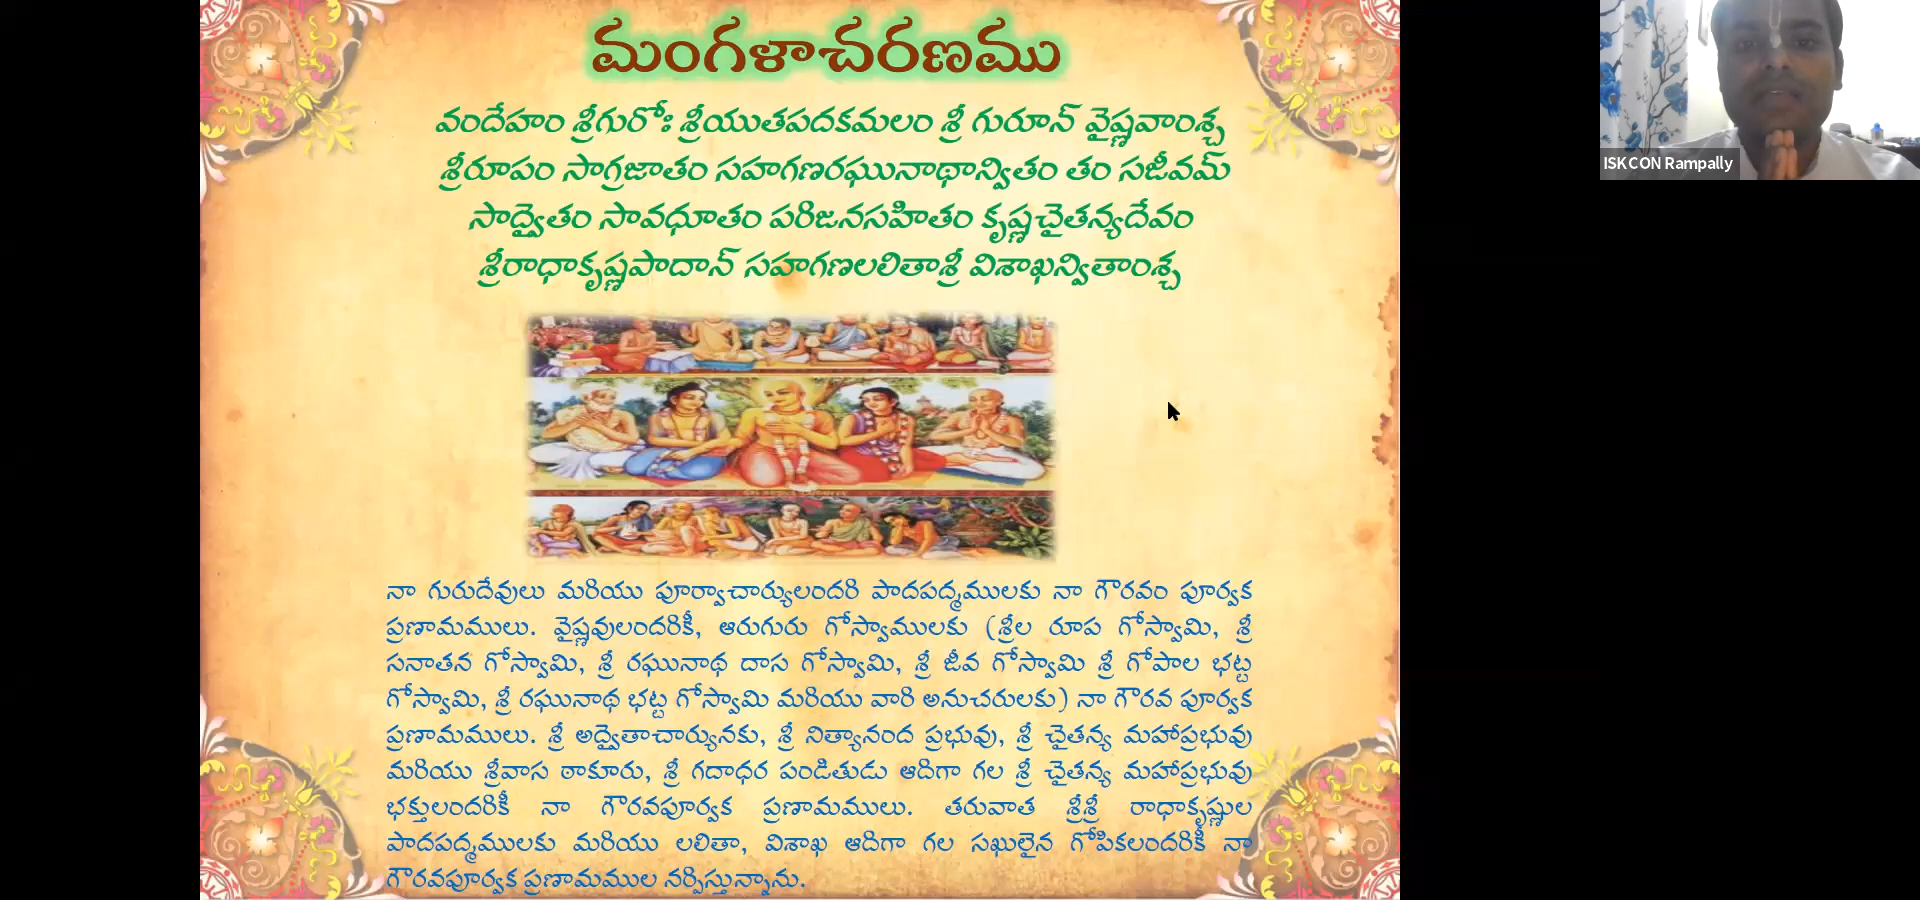 మంగళాచరణము
వందేహం శ్రీగురోః శ్రీయుతపదకమలం శ్రీ గురూన్ వైష్ణవాంశ్చ
శ్రీరూపం సాగ్రజాతం సహగణరఘునాథాన్వితం తం సజీవమ్
సాద్వైతం సావధూతం పరిజనసహితం కృష్ణచైతన్యదేవం
శ్రీరాధాకృష్ణపాదాన్ సహగణలలితాశ్రీ విశాఖన్వితాంశ్చ
నా గురుదేవులు మరియు పూర్వాచార్యులందరి పాదపద్మములకు నా గౌరవం పూర్వక
ప్రణామములు. వైష్ణవులందరికీ, ఆరుగురు గోస్వాములకు (శ్రీల రూప గోస్వామి, శ్రీ
సనాతన గోస్వామి, శ్రీ రఘునాథ దాస గోస్వామి, శ్రీ జీవ గోస్వామి శ్రీ గోపాల భట్ట
గోస్వామి, శ్రీ రఘునాథ భట్ట గోస్వామి మరియు వారి అనుచరులకు) నా గౌరవ పూర్వక
ప్రణామములు. శ్రీ అద్వైతాచార్యునకు, శ్రీ నిత్యానంద ప్రభువు, శ్రీ చైతన్య మహాప్రభువు
మరియు శ్రీవాస ఠాకూరు, శ్రీ గదాధర పండితుడు ఆదిగా గల శ్రీ చైతన్య మహాప్రభువు
భక్తులందరికీ నా గౌరవపూర్వక ప్రణామములు. తరువాత శ్రీశ్రీ రాధాకృష్ణుల
పాదపద్మములకు మరియు లలితా, విశాఖ ఆదిగా గల సఖులైన గోపికలందరికీ నా
గౌరవపూర్వక ప్రణామముల నర్పిస్తున్నాను.
ISKCON Rampally